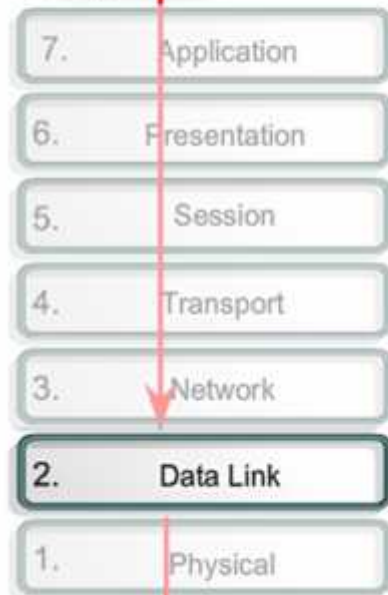 7. Application
6. Presentation
5. Session
4. Transport
3. Network
2. Data Link
1. Physical